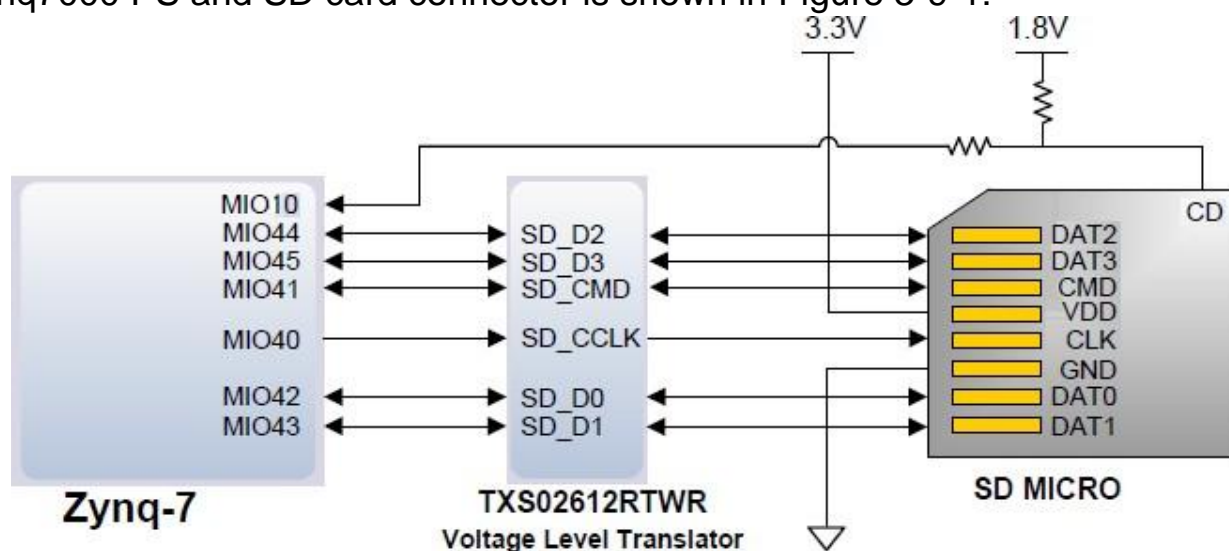 3.3V 1.8V
CD
MIO10
MIO44 SD_D2 DAT2
MIO45 SD_D3 DAT3
MIO41 SD_CMD CMD
VDD
MIO40 SD_CCLK CLK
GND
MIO42 SD_D0 DAT0
MIO43 SD_D1 DAT1
Zynq-7 TXS02612RTWR SD MICRO
Voltage Level Translator